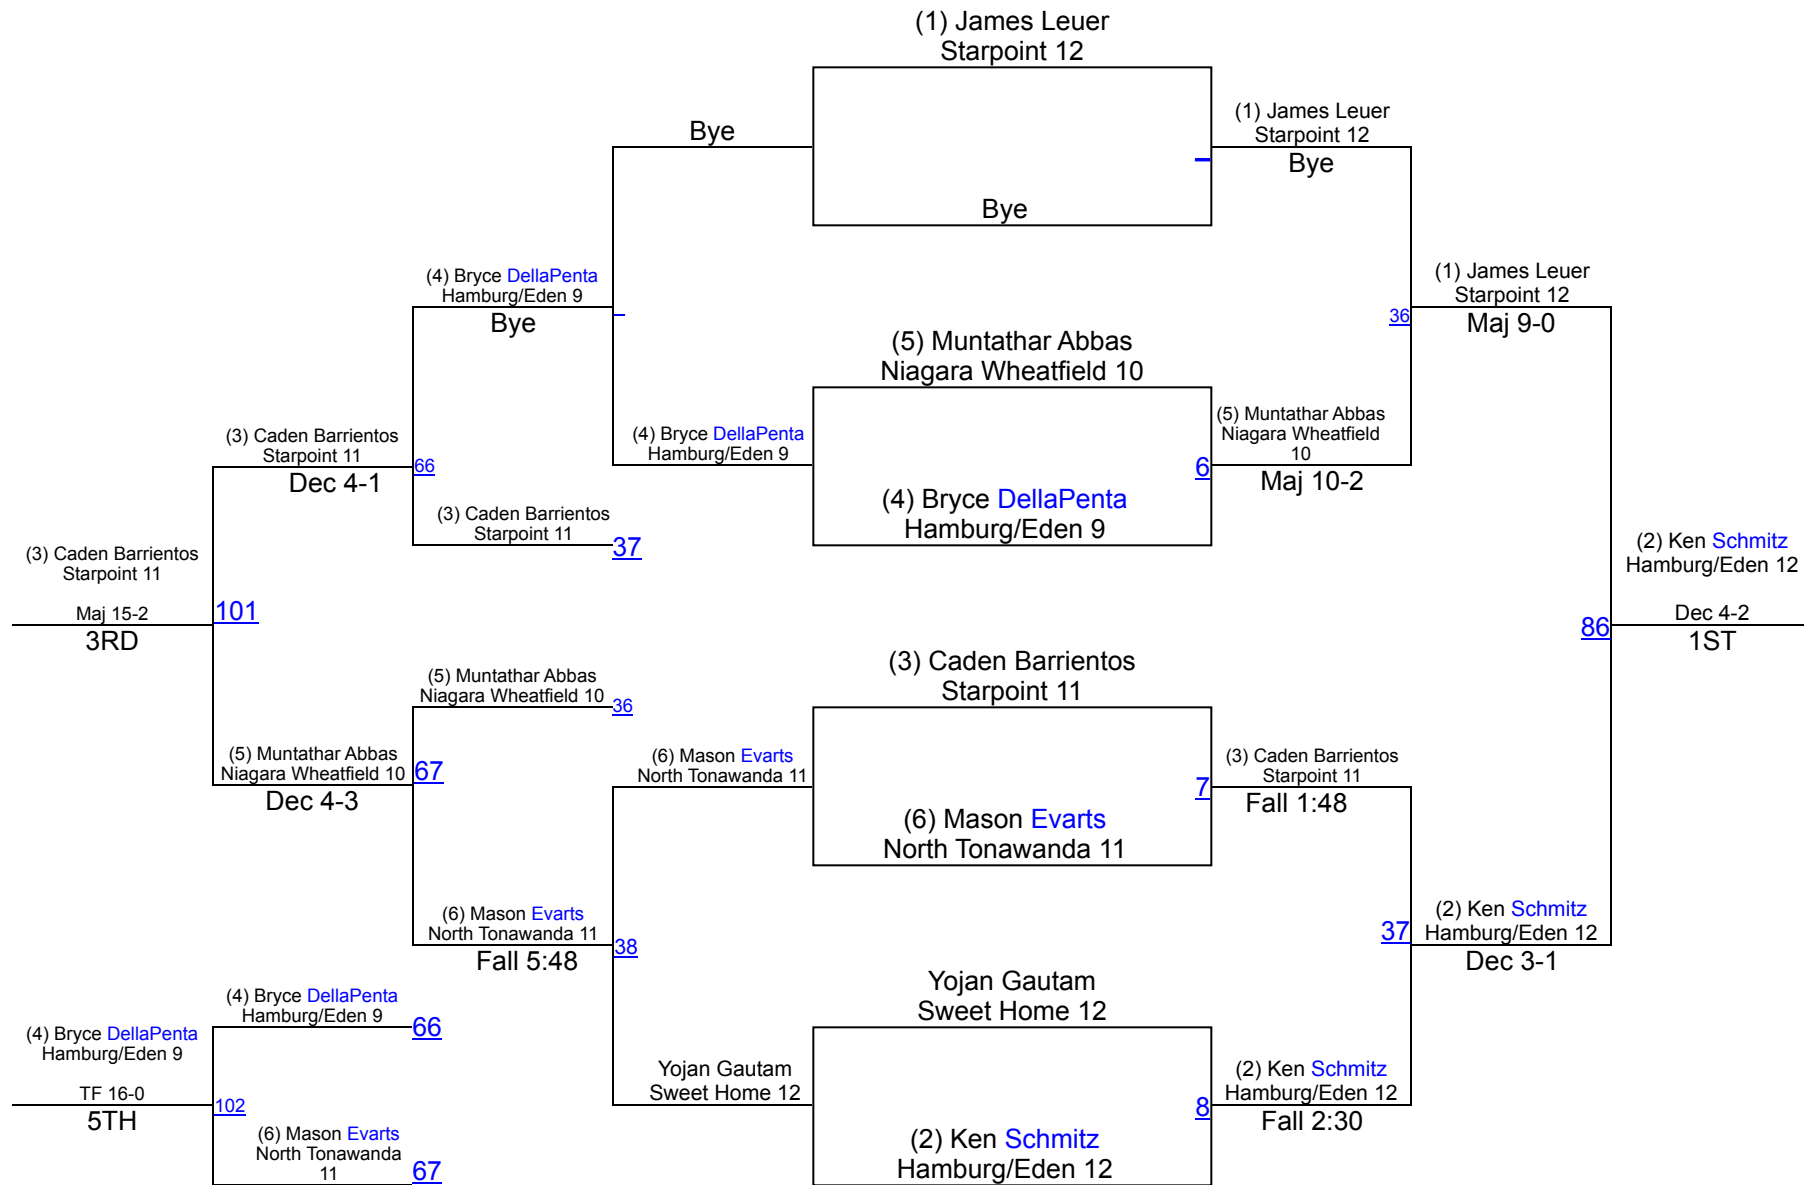 (1) James Leuer
Starpoint 12
(1) James Leuer
Starpoint 12
Bye
Bye
Bye
(4) Bryce DellaPenta
Hamburg/Eden 9
Bye
(1) James Leuer
Starpoint 12
Maj 9-0
36
(5) Muntathar Abbas
Niagara Wheatfield 10
(3) Caden Barrientos
Starpoint 11
Dec 4-1
66
(4) Bryce DellaPenta
Hamburg/Eden 9
(5) Muntathar Abbas
Niagara Wheatfield
10
Maj 10-2
6
(4) Bryce DellaPenta
Hamburg/Eden 9
(3) Caden Barrientos
Starpoint 11
37
(3) Caden Barrientos
Starpoint 11
Maj 15-2
3RD
101
(2) Ken Schmitz
Hamburg/Eden 12
Dec 4-2
1ST
86
(5) Muntathar Abbas
Niagara Wheatfield 10
36
(3) Caden Barrientos
Starpoint 11
(5) Muntathar Abbas
Niagara Wheatfield 10
Dec 4-3
67
(6) Mason Evarts
North Tonawanda 11
7
(3) Caden Barrientos
Starpoint 11
Fall 1:48
(6) Mason Evarts
North Tonawanda 11
(6) Mason Evarts
North Tonawanda 11
Fall 5:48
38
37
(2) Ken Schmitz
Hamburg/Eden 12
Dec 3-1
Yojan Gautam
Sweet Home 12
(4) Bryce DellaPenta
Hamburg/Eden 9
66
(4) Bryce DellaPenta
Hamburg/Eden 9
TF 16-0
5TH
102
Yojan Gautam
Sweet Home 12
8
(2) Ken Schmitz
Hamburg/Eden 12
Fall 2:30
(6) Mason Evarts
North Tonawanda
11
67
(2) Ken Schmitz
Hamburg/Eden 12